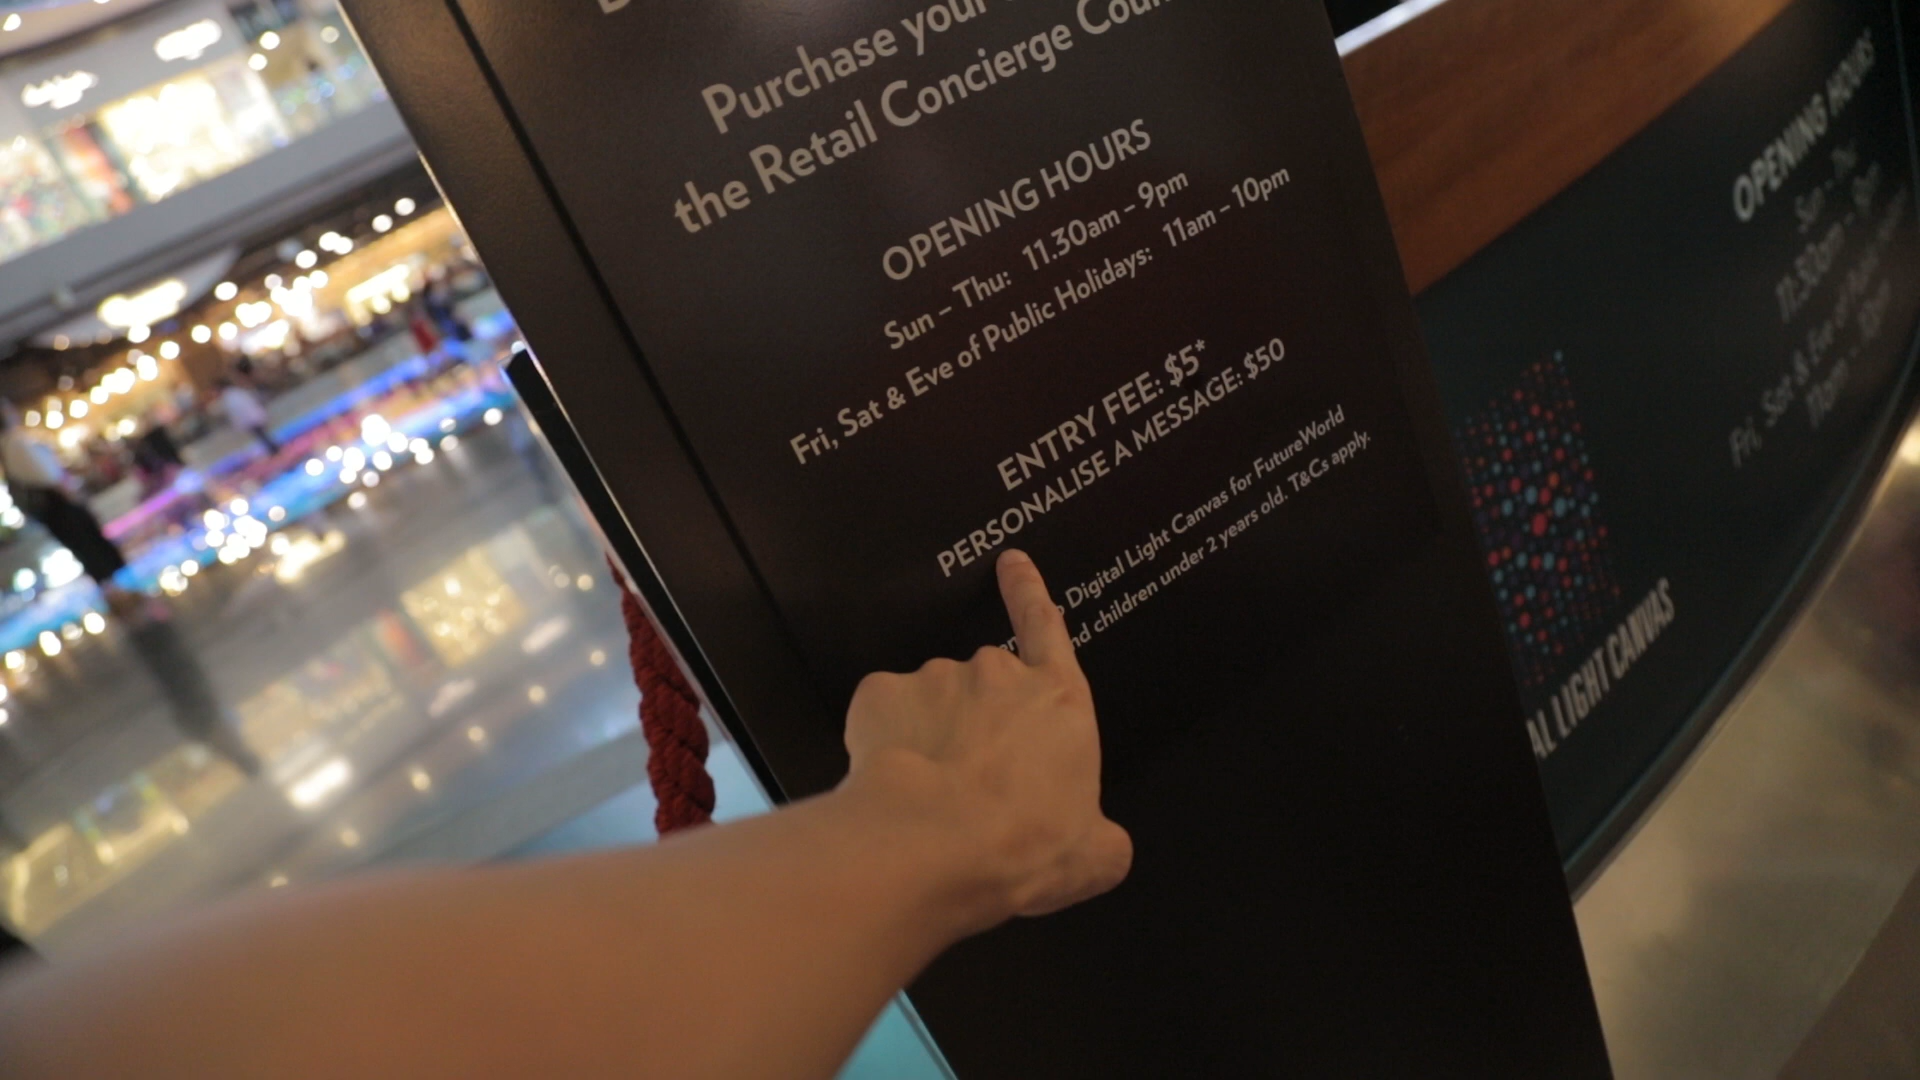 Purchase your
the Retail Concierge Coun
OPENING HOURS
Sun – Thu: 11.30am – 9pm
Fri, Sat & Eve of Public Holidays: 11am – 10pm
ENTRY FEE: $5*
PERSONALISE A MESSAGE: $50
Digital Light Canvas for FutureWorld
and children under 2 years old. T&Cs apply.
OPENING HOURS
Sun – Thu
11:30am – 9pm
Fri, Sat & Eve of
11am – 10pm
AL LIGHT CANVAS